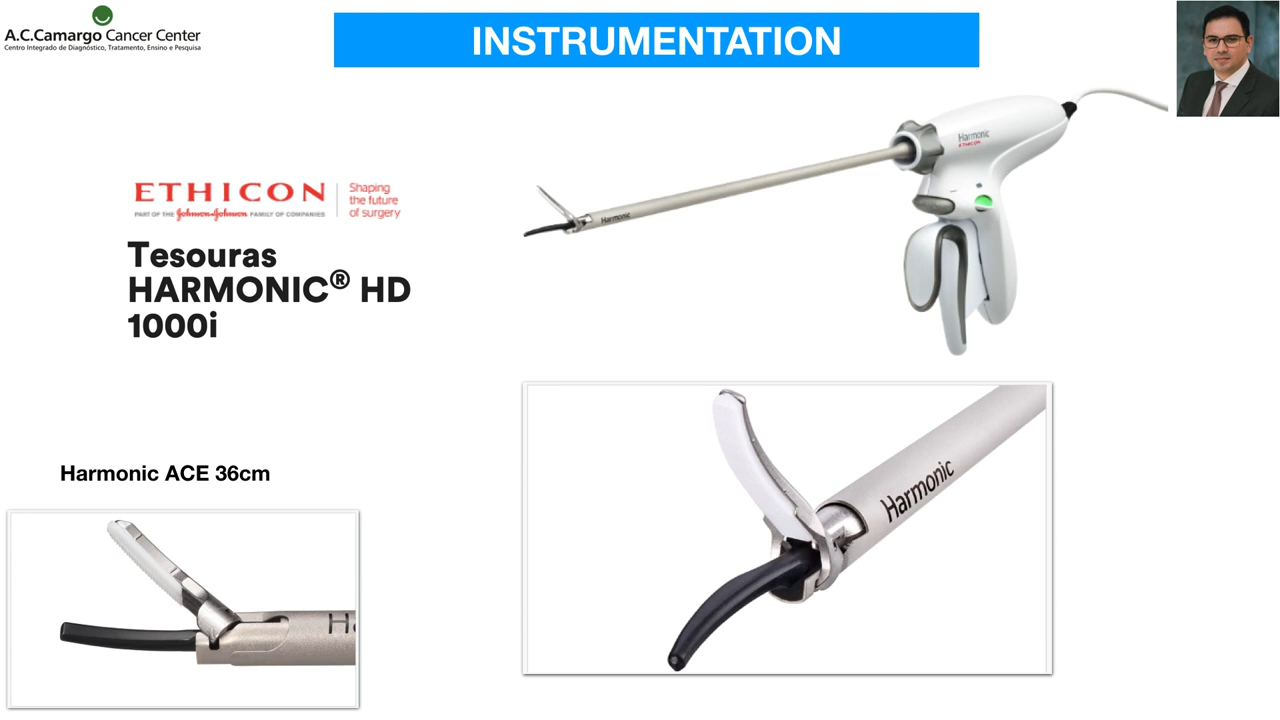 A.C.Camargo Cancer Center
Centro Integrado de Diagnóstico, Tratamento, Ensino e Pesquisa
INSTRUMENTATION
Harmonic
ETHICON
Harmonic
ETHICON
PART OF THE Johnson & Johnson FAMILY OF COMPANIES
Shaping
the future
of surgery
Tesouras
HARMONIC® HD
1000i
Harmonic
Harmonic ACE 36cm
Ha